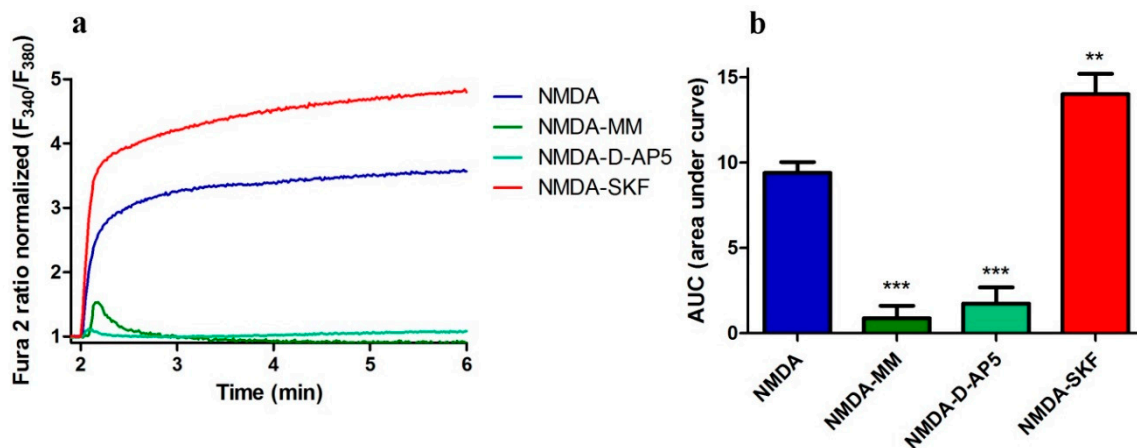 a
Fura 2 ratio normalized (F340/F380)
5
4
3
2
1
2
3
4
5
6
Time (min)
NMDA
NMDA-MM
NMDA-D-AP5
NMDA-SKF
b
AUC (area under curve)
15
10
5
0
***
***
**
NMDA
NMDA-MM
NMDA-D-AP5
NMDA-SKF